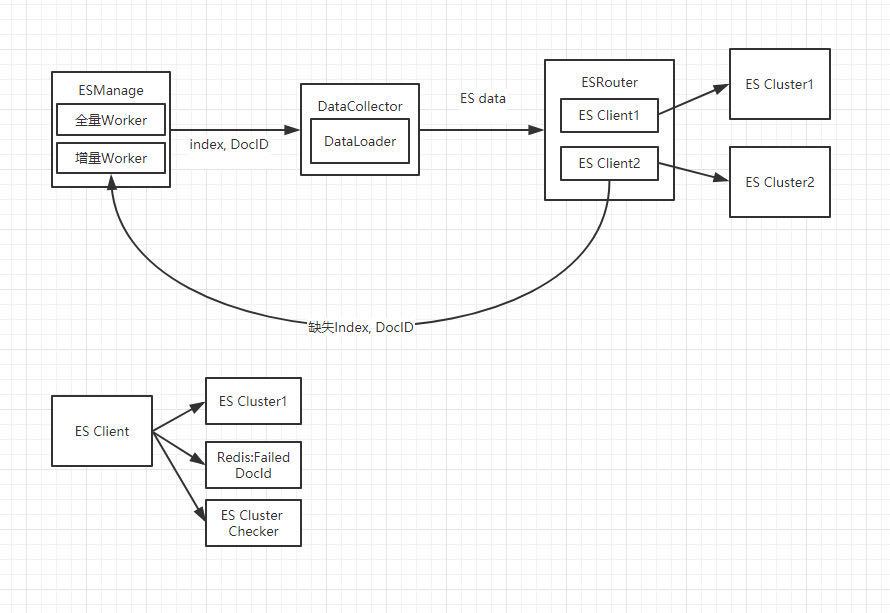 ESManage
全量Worker
增量Worker
index, DocID
DataCollector
DataLoader
ES data
ESRouter
ES Client1
ES Client2
ES Cluster1
ES Cluster2
缺失Index, DocID
ES Client
ES Cluster1
Redis:Failed
DocId
ES Cluster
Checker